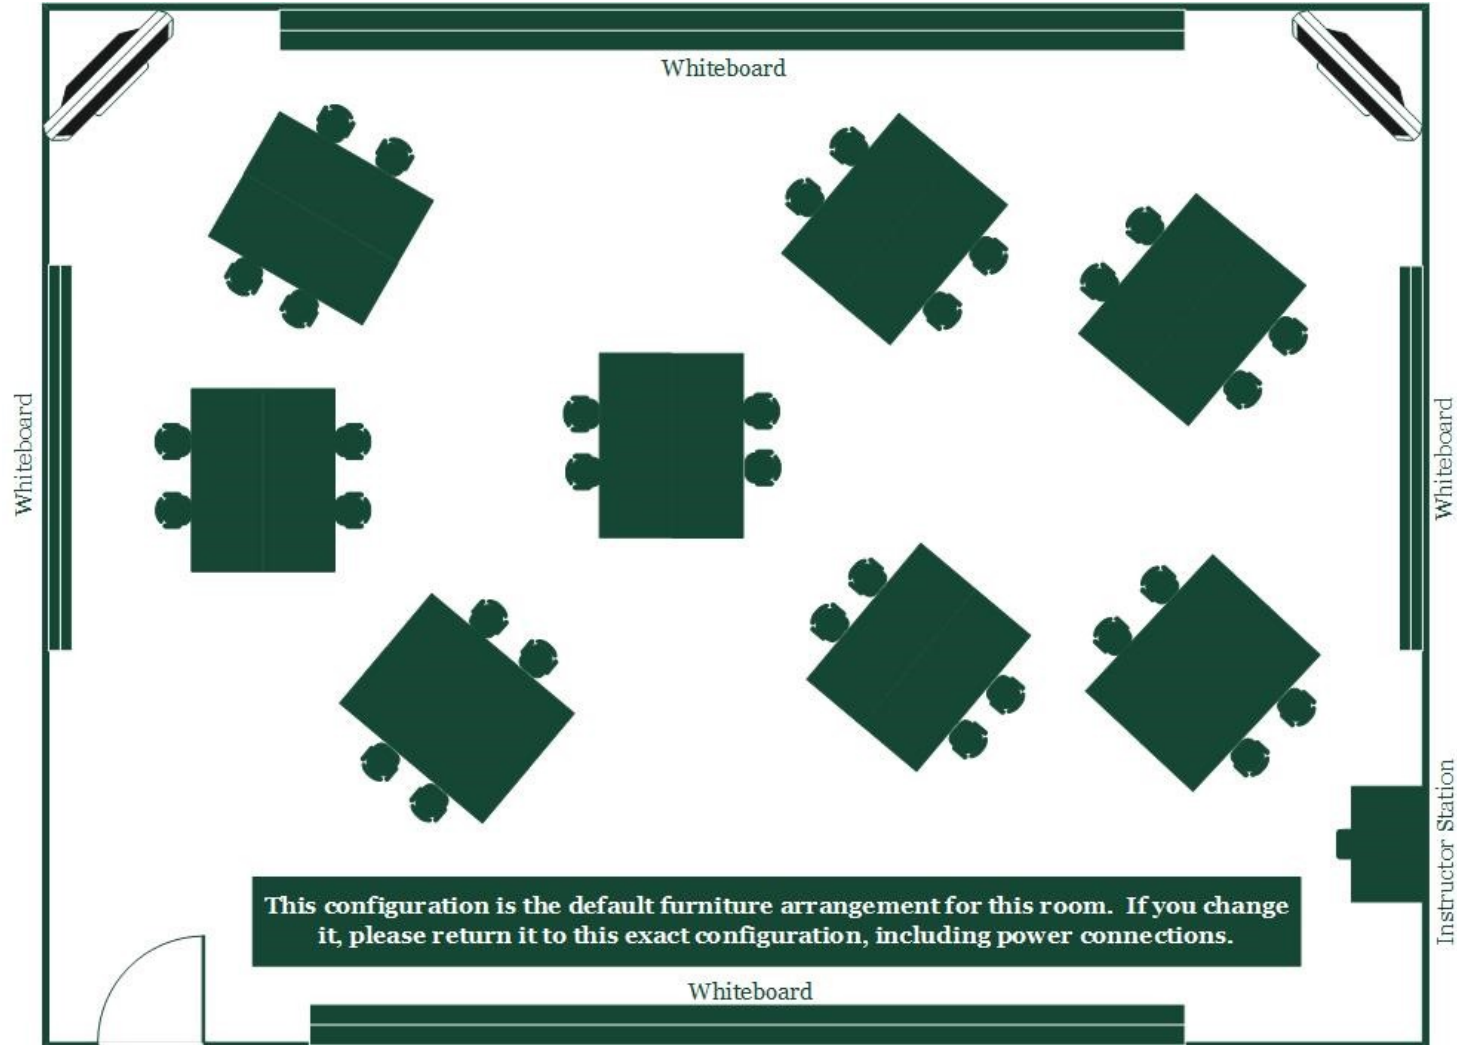 Whiteboard
Whiteboard
Whiteboard
Instructor Station
This configuration is the default furniture arrangement for this room.  If you change
it, please return it to this exact configuration, including power connections.
Whiteboard